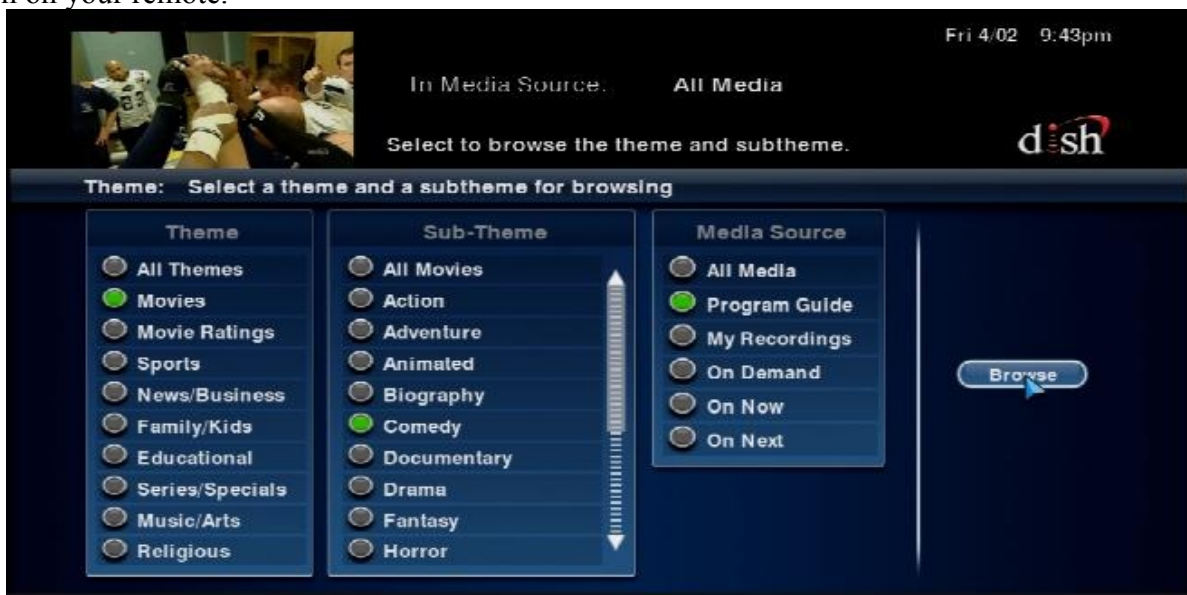 n on your remote.
Fri 4/02 9:43pm
In Media Source: All Media
Select to browse the theme and subtheme.
dish
Theme: Select a theme and a subtheme for browsing
Theme
All Themes
Movies
Movie Ratings
Sports
News/Business
Family/Kids
Educational
Series/Specials
Music/Arts
Religious
Sub-Theme
All Movies
Action
Adventure
Animated
Biography
Comedy
Documentary
Drama
Fantasy
Horror
Media Source
All Media
Program Guide
My Recordings
On Demand
On Now
On Next
Browse
83